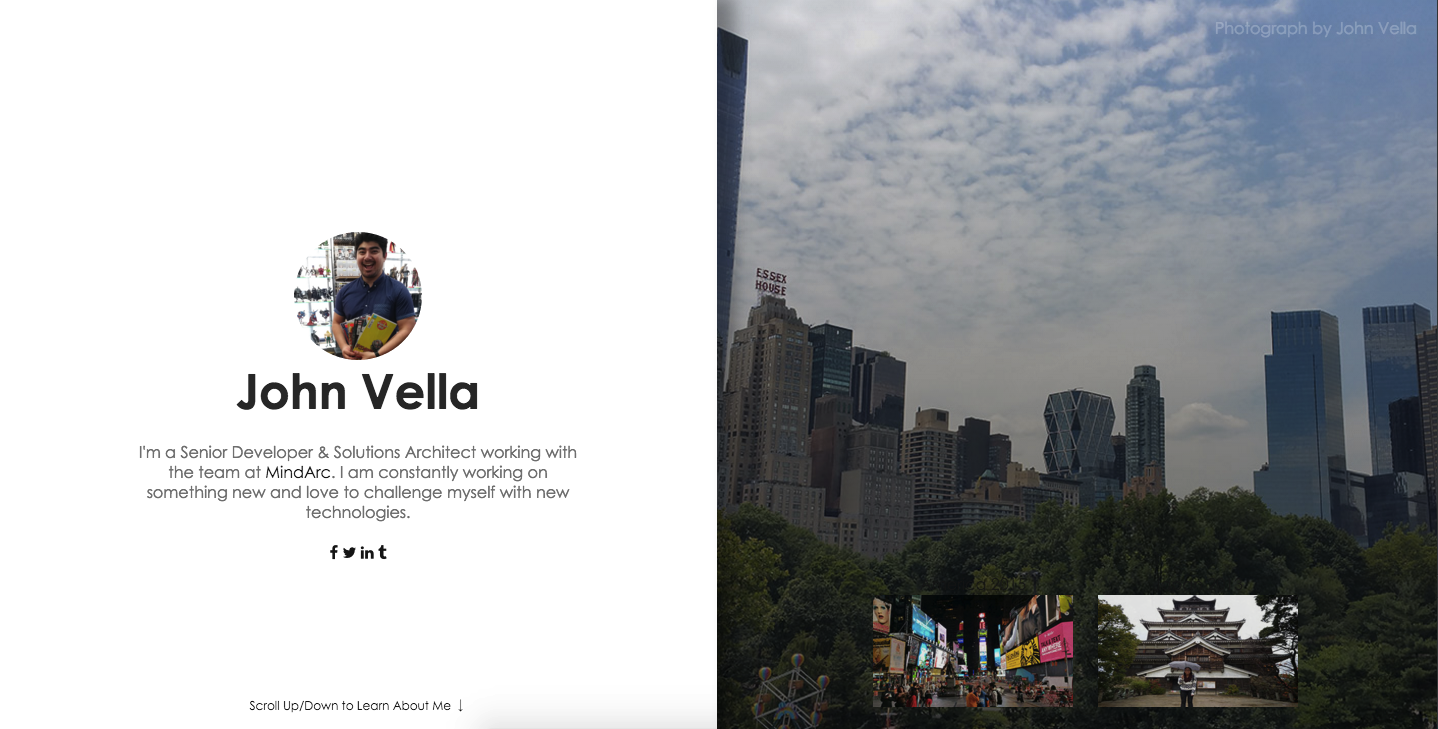 John Vella
I'm a Senior Developer & Solutions Architect working with
the team at MindArc. I am constantly working on
something new and love to challenge myself with new
technologies.
Scroll Up/Down to Learn About Me ↓
Photograph by John Vella
ESSEX
HOUSE